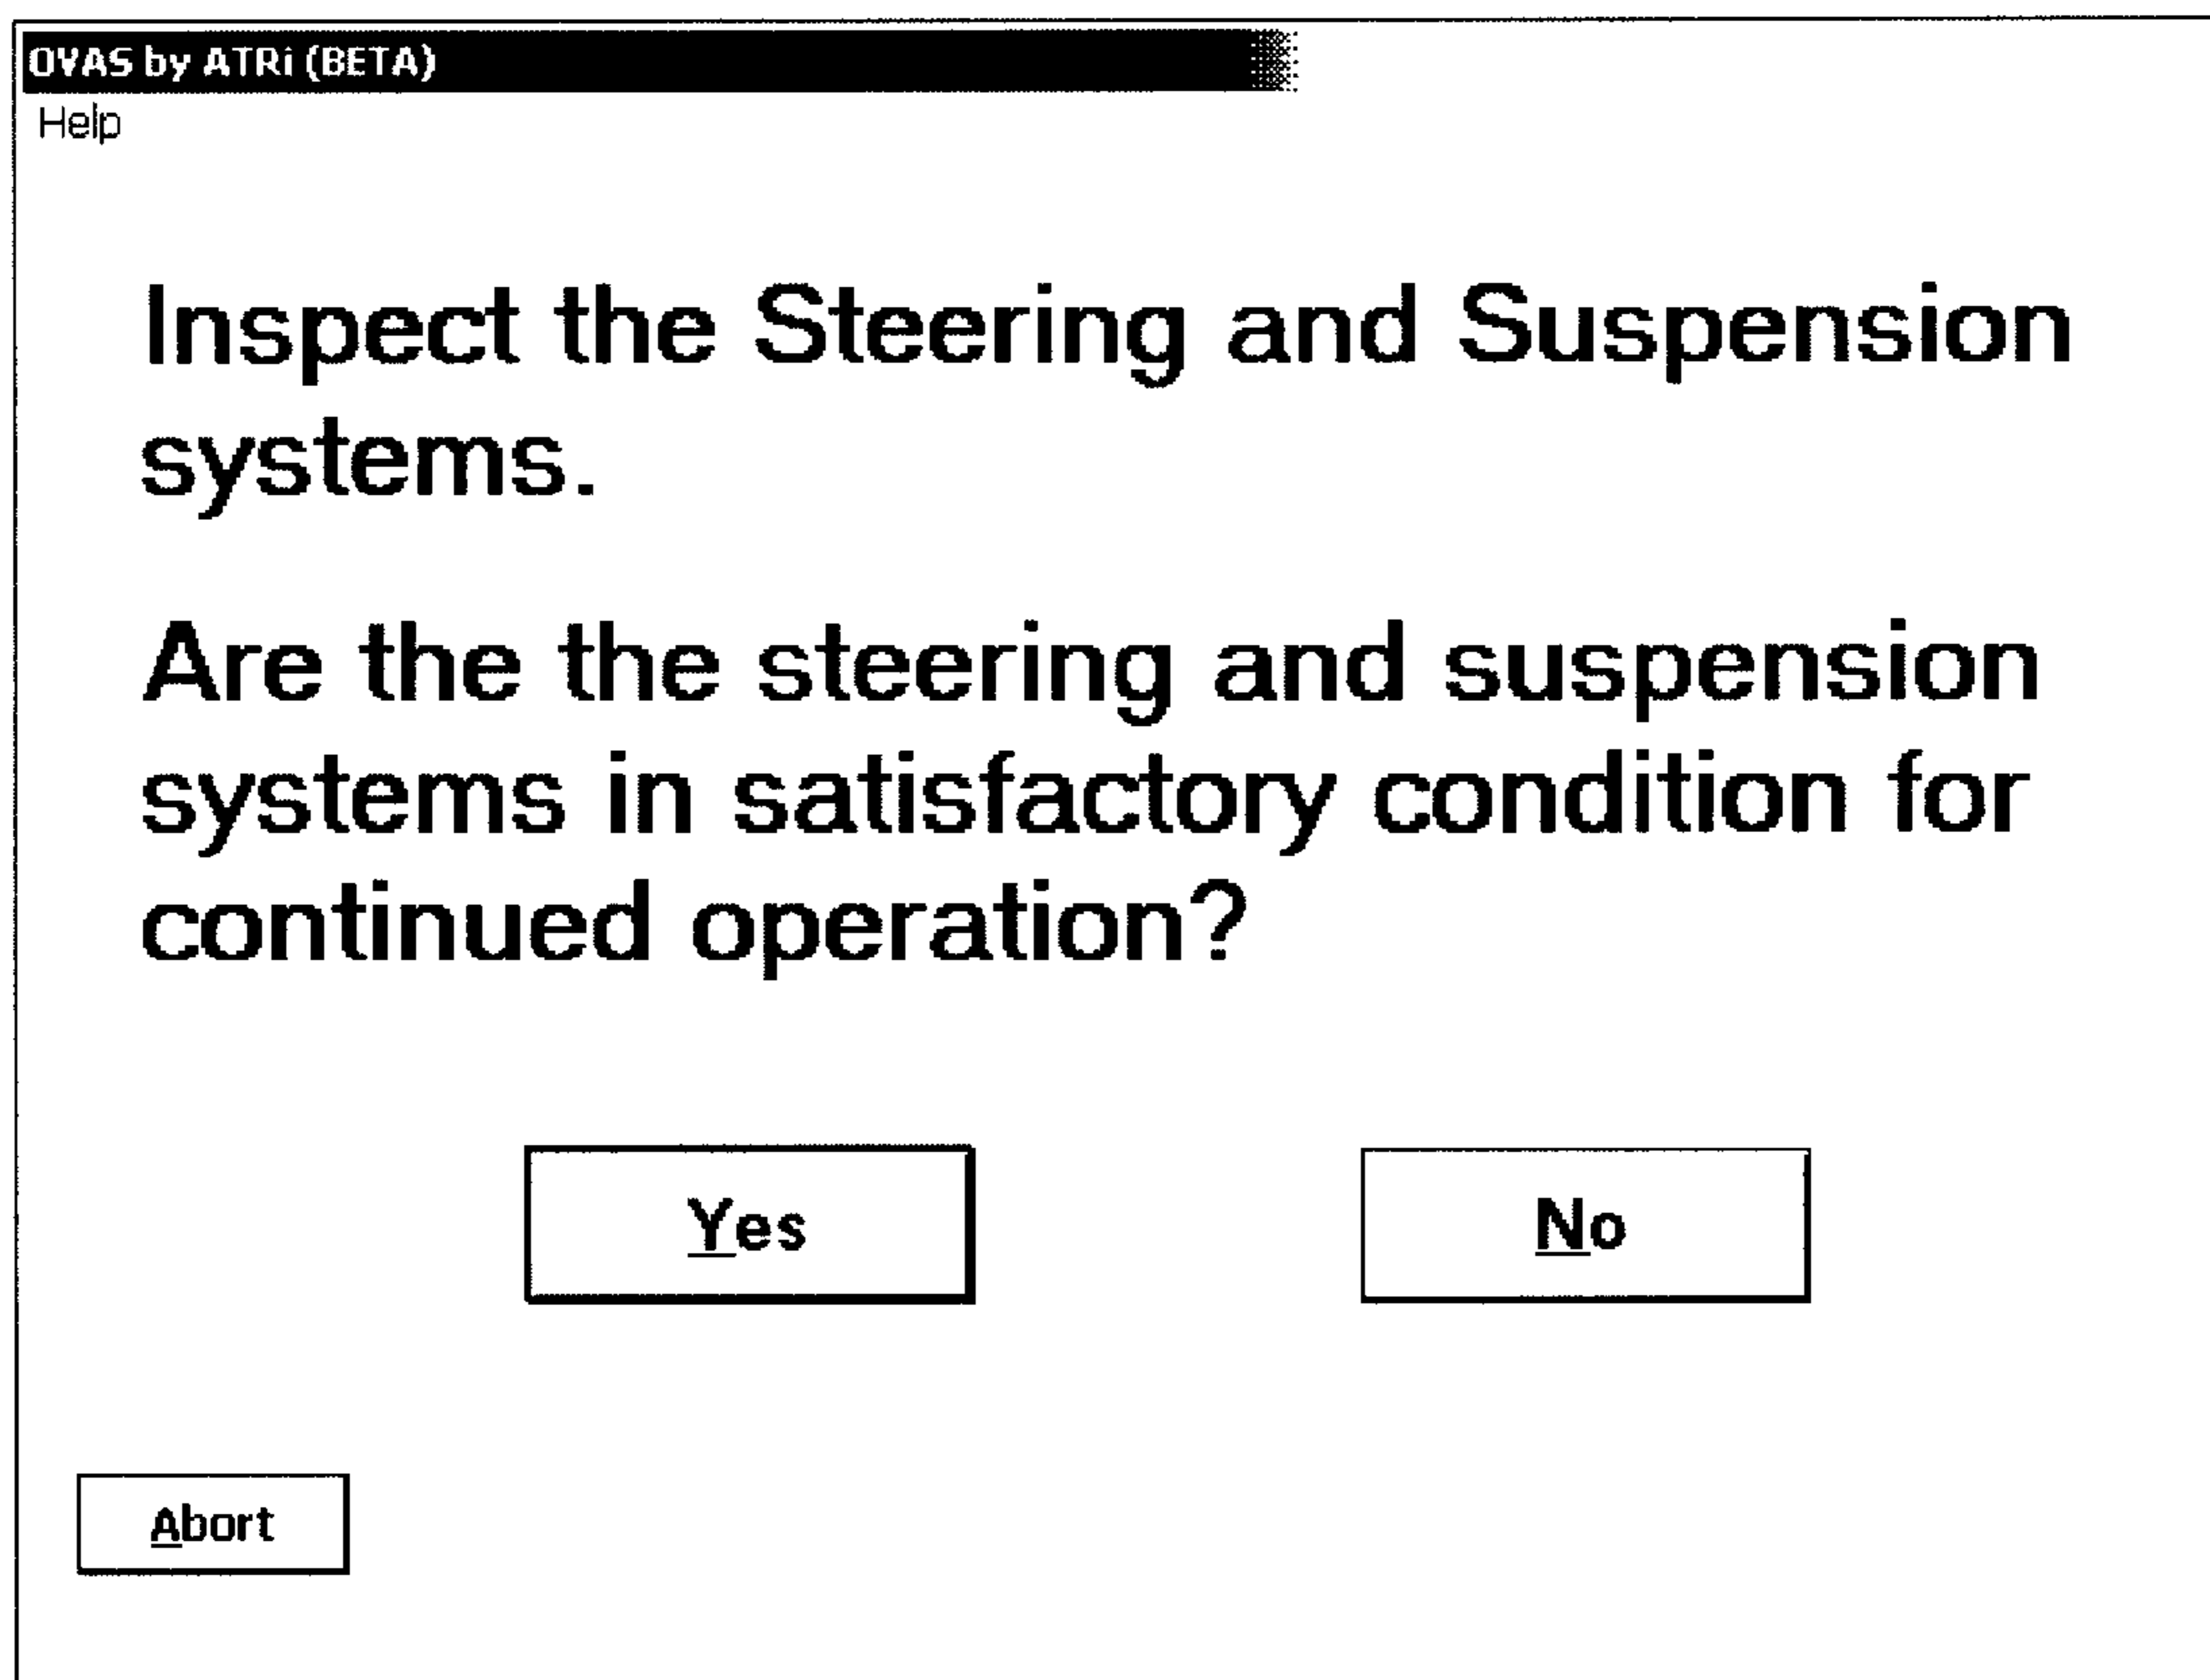 OVAS by ATRi (BETA)
Help
Inspect the Steering and Suspension
systems.
Are the the steering and suspension
systems in satisfactory condition for
continued operation?
Yes
No
Abort